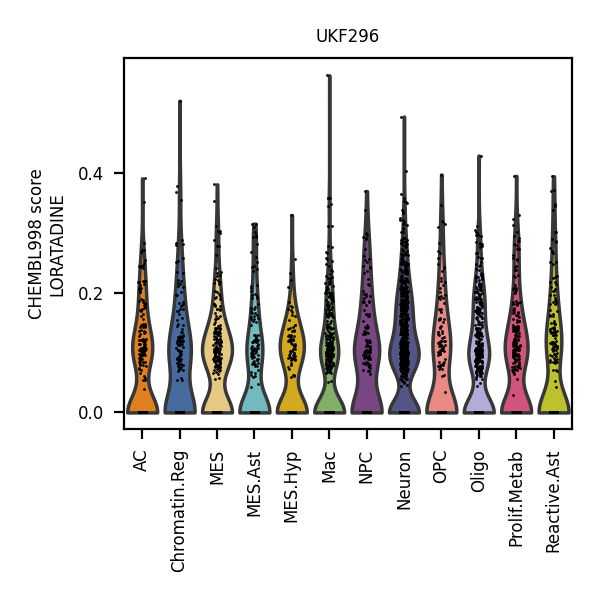 UKF296
CHEMBL998 score
LORATADINE
0.4
0.2
0.0
AC
Chromatin.Reg
MES
MES.Ast
MES.Hyp
Mac
NPC
Neuron
OPC
Oligo
Prolif.Metab
Reactive.Ast